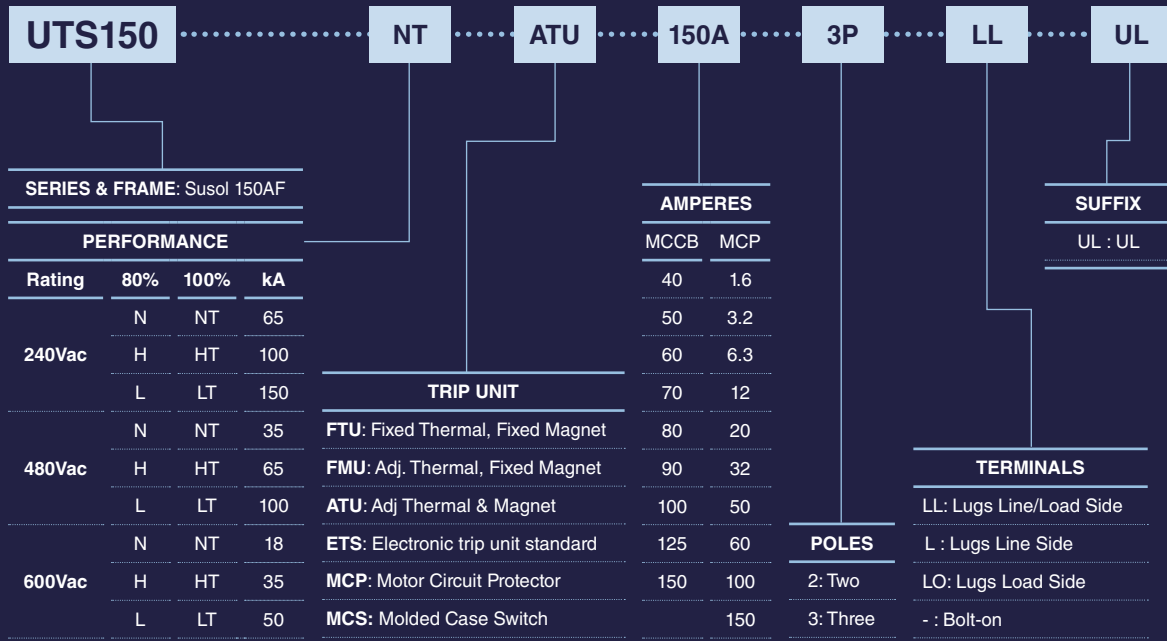 UTS150 NT ATU 150A 3P LL UL
SERIES & FRAME: Susol 150AF
PERFORMANCE
Rating 80% 100% kA
240Vac
N NT 65
H HT 100
L LT 150
480Vac
N NT 35
H HT 65
L LT 100
600Vac
N NT 18
H HT 35
L LT 50
TRIP UNIT
FTU: Fixed Thermal, Fixed Magnet
FMU: Adj. Thermal, Fixed Magnet
ATU: Adj Thermal & Magnet
ETS: Electronic trip unit standard
MCP: Motor Circuit Protector
MCS: Molded Case Switch
AMPERES
MCCB MCP
40 1.6
50 3.2
60 6.3
70 12
80 20
90 32
100 50
125 60
150 100
150
POLES
2: Two
3: Three
TERMINALS
LL: Lugs Line/Load Side
L : Lugs Line Side
LO: Lugs Load Side
- : Bolt-on
SUFFIX
UL : UL